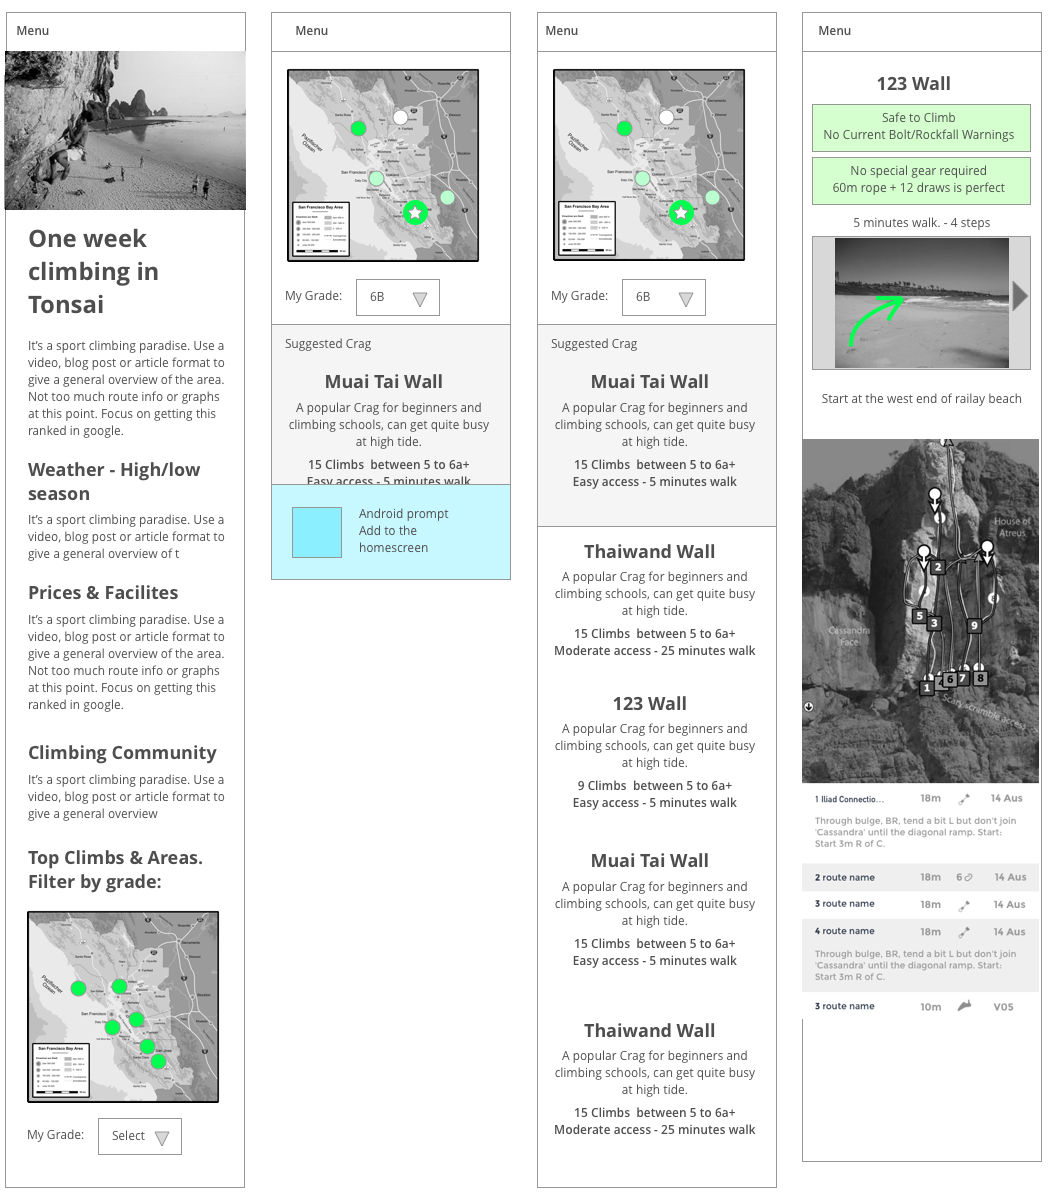 Menu
One week
climbing in
Tonsai
It's a sport climbing paradise. Use a
video, blog post or article format to
give a general overview of the area.
Not too much route info or graphs
at this point. Focus on getting this
ranked in google.
Weather - High/low
season
It's a sport climbing paradise. Use a
video, blog post or article format to
give a general overview of t
Prices & Facilites
It's a sport climbing paradise. Use a
video, blog post or article format to
give a general overview of the area.
Not too much route info or graphs
at this point. Focus on getting this
ranked in google.
Climbing Community
It's a sport climbing paradise. Use a
video, blog post or article format to
give a general overview
Top Climbs & Areas.
Filter by grade:
Pazifischer
Ozean
San Francisco
San Francisco Bay Area
My Grade:
Select
Menu
Pazifischer
Ozean
San Francisco
San Francisco Bay Area
My Grade:
6B
Suggested Crag
Muai Tai Wall
A popular Crag for beginners and
climbing schools, can get quite busy
at high tide.
15 Climbs  between 5 to 6a+
Easy access - 5 minutes walk
Android prompt
Add to the
homescreen
Menu
Pazifischer
Ozean
San Francisco
San Francisco Bay Area
My Grade:
6B
Suggested Crag
Muai Tai Wall
A popular Crag for beginners and
climbing schools, can get quite busy
at high tide.
15 Climbs  between 5 to 6a+
Easy access - 5 minutes walk
Thaiwand Wall
A popular Crag for beginners and
climbing schools, can get quite busy
at high tide.
15 Climbs  between 5 to 6a+
Moderate access - 25 minutes walk
123 Wall
A popular Crag for beginners and
climbing schools, can get quite busy
at high tide.
9 Climbs  between 5 to 6a+
Easy access - 5 minutes walk
Muai Tai Wall
A popular Crag for beginners and
climbing schools, can get quite busy
at high tide.
15 Climbs  between 5 to 6a+
Easy access - 5 minutes walk
Thaiwand Wall
A popular Crag for beginners and
climbing schools, can get quite busy
at high tide.
15 Climbs  between 5 to 6a+
Moderate access - 25 minutes walk
Menu
123 Wall
Safe to Climb
No Current Bolt/Rockfall Warnings
No special gear required
60m rope + 12 draws is perfect
5 minutes walk. - 4 steps
Start at the west end of railay beach
House of
Atreus
2
5 3 9
Cassandra
Face
1 4 6 7 8
Scary scramble access
1 Iliad Connectio... 18m 14 Aus
Through bulge, BR, tend a bit L but don't join
'Cassandra' until the diagonal ramp. Start:
Start 3m R of C.
2 route name 18m 6 14 Aus
3 route name 18m 14 Aus
4 route name 18m 14 Aus
Through bulge, BR, tend a bit L but don't join
'Cassandra' until the diagonal ramp. Start:
Start 3m R of C.
3 route name 10m V05